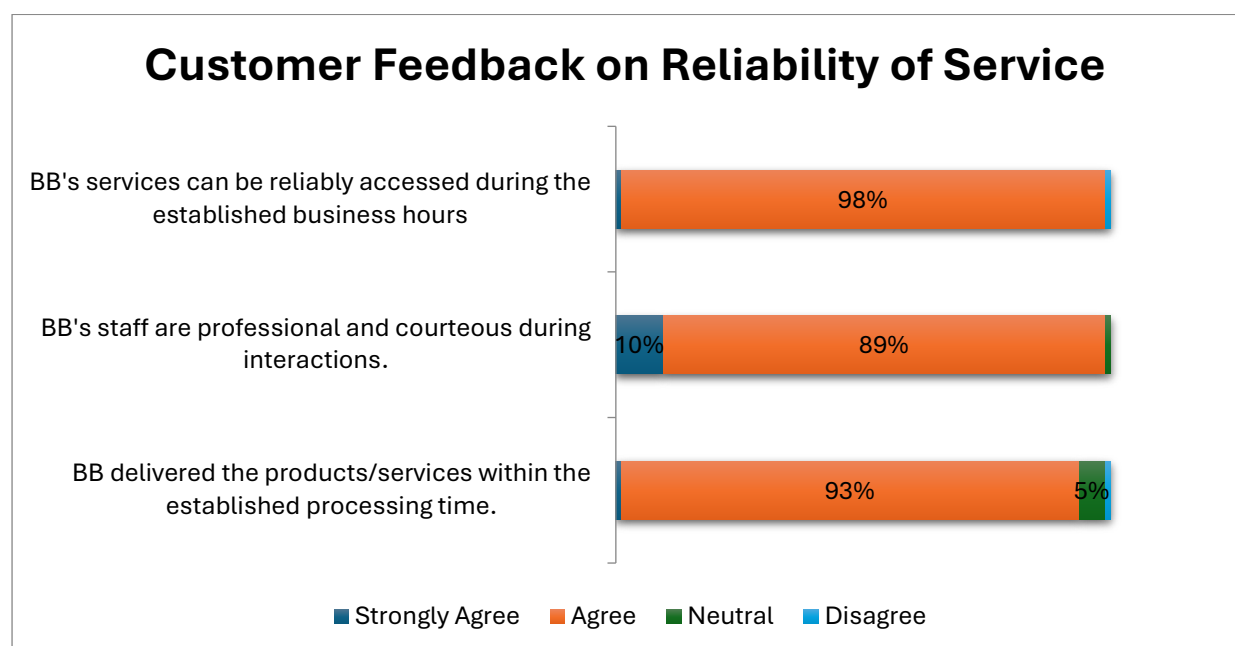 Customer Feedback on Reliability of Service
BB's services can be reliably accessed during the
established business hours
98%
BB's staff are professional and courteous during
interactions.
10%
89%
BB delivered the products/services within the
established processing time.
93%
5%
Strongly Agree
Agree
Neutral
Disagree